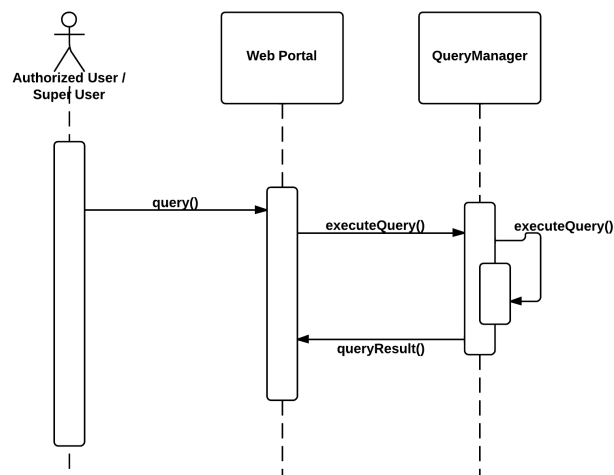 Authorized User /
Super User
Web Portal
QueryManager
query()
executeQuery()
executeQuery()
queryResult()